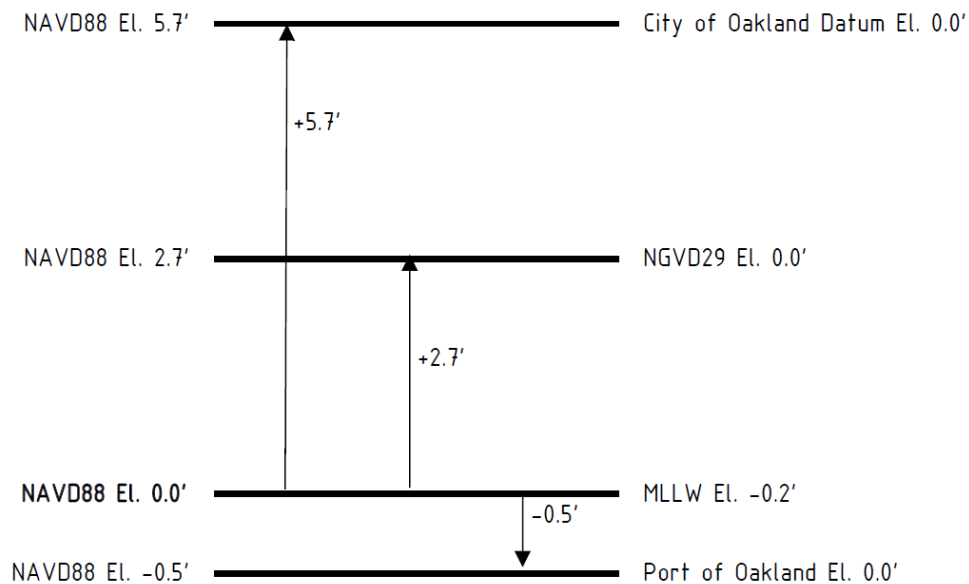 NAVD88 El. 5.7' City of Oakland Datum El. 0.0'
+5.7'
NAVD88 El. 2.7' NGVD29 El. 0.0'
+2.7'
NAVD88 El. 0.0' MLLW El. -0.2'
-0.5'
NAVD88 El. -0.5' Port of Oakland El. 0.0'